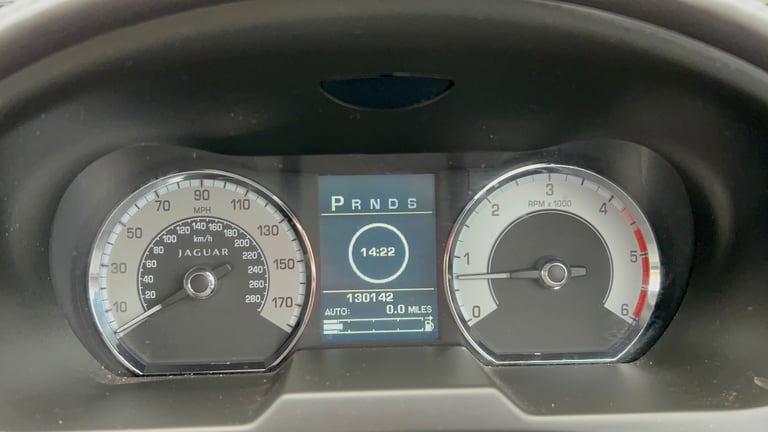 10 30 50 70 90 110 130 150 170
MPH
20 40 60 80 100 120 140 160 180 200 220 240 260 280
km/h
JAGUAR
P R N D S
14:22
130142
AUTO: 0.0 MILES
0 1 2 3 4 5 6
RPM x 1000